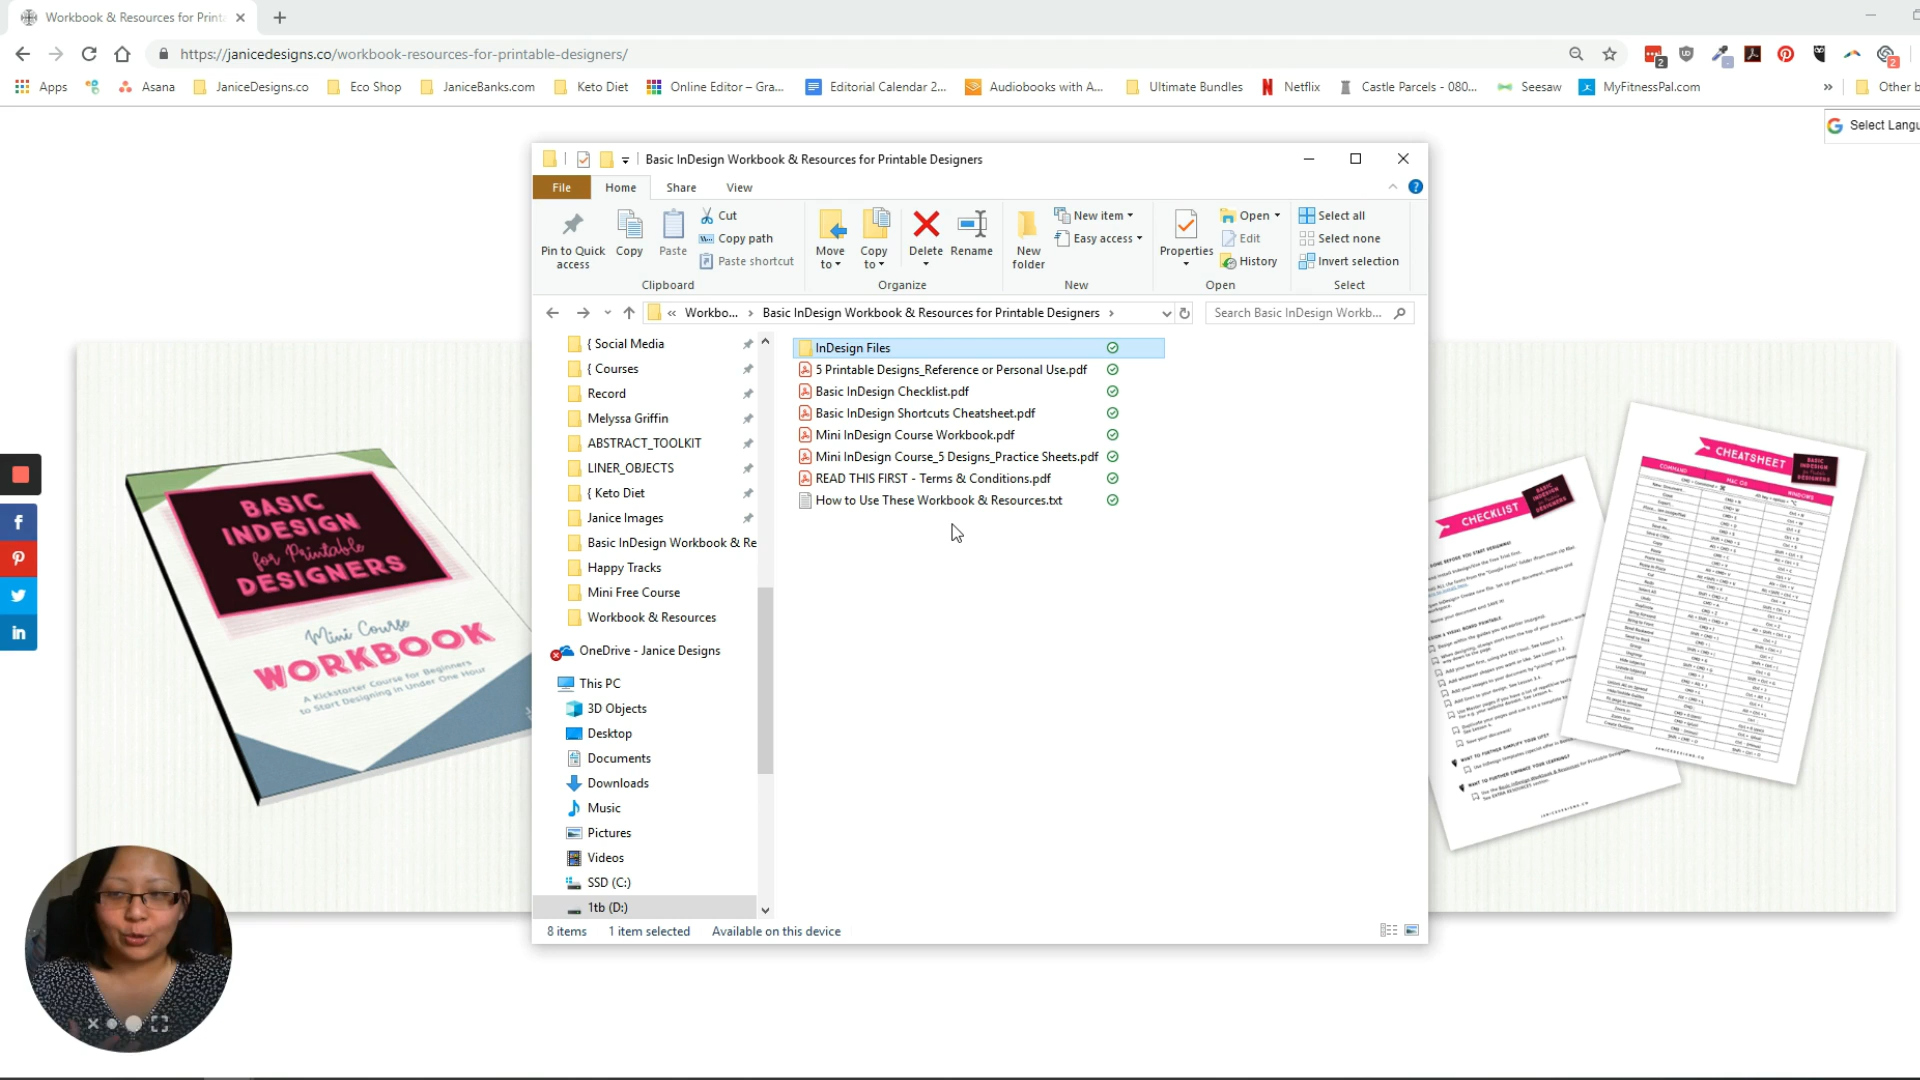 Workbook & Resources for Print
https://janicedesigns.co/workbook-resources-for-printable-designers/
2
2
Apps
Asana
JaniceDesigns.co
Eco Shop
JaniceBanks.com
Keto Diet
Online Editor – Gra...
Editorial Calendar 2...
Audiobooks with A...
Ultimate Bundles
Netflix
Castle Parcels - 080...
Seesaw
MyFitnessPal.com
»
Other b
Select Langu
Basic InDesign Workbook & Resources for Printable Designers
File
Home
Share
View
Pin to Quick access
Copy
Paste
Cut
Copy path
Paste shortcut
Move to
Copy to
Delete
Rename
New folder
New item
Easy access
Properties
Open
Edit
History
Select all
Select none
Invert selection
Clipboard
Organize
New
Open
Select
« Workbo... > Basic InDesign Workbook & Resources for Printable Designers >
Search Basic InDesign Workb...
{ Social Media
{ Courses
Record
Melyssa Griffin
ABSTRACT_TOOLKIT
LINER_OBJECTS
{ Keto Diet
Janice Images
Basic InDesign Workbook & Re
Happy Tracks
Mini Free Course
Workbook & Resources
OneDrive - Janice Designs
This PC
3D Objects
Desktop
Documents
Downloads
Music
Pictures
Videos
SSD (C:)
1tb (D:)
InDesign Files
5 Printable Designs_Reference or Personal Use.pdf
Basic InDesign Checklist.pdf
Basic InDesign Shortcuts Cheatsheet.pdf
Mini InDesign Course Workbook.pdf
Mini InDesign Course_5 Designs_Practice Sheets.pdf
READ THIS FIRST - Terms & Conditions.pdf
How to Use These Workbook & Resources.txt
8 items
1 item selected
Available on this device
BASIC
INDESIGN
for Printable
DESIGNERS
Mini Course
WORKBOOK
A Kickstarter Course for Beginners
to Start Designing in Under One Hour
CHECKLIST
CHEATSHEET
COMMAND
MAC OS
WINDOWS